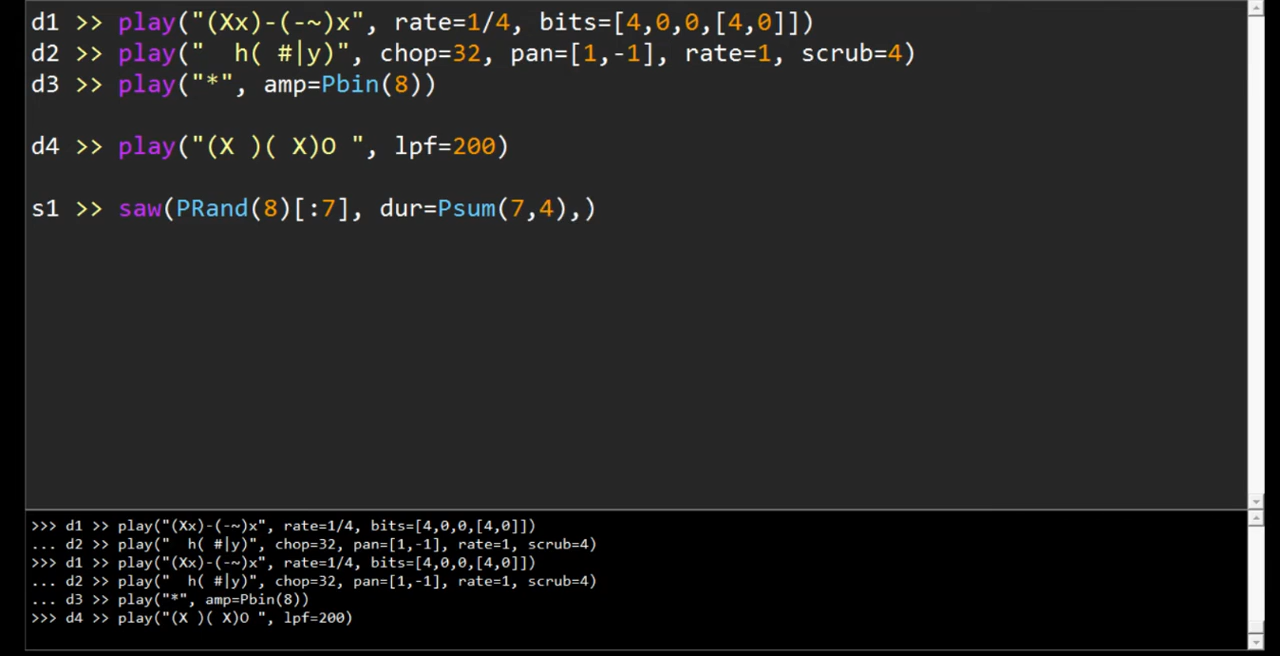 d1 >> play("(Xx)-(-~)x", rate=1/4, bits=[4,0,0,[4,0]])
d2 >> play("  h( #|y)", chop=32, pan=[1,-1], rate=1, scrub=4)
d3 >> play("*", amp=Pbin(8))
d4 >> play("(X )( X)O ", lpf=200)
s1 >> saw(PRand(8)[:7], dur=Psum(7,4),)
>>> d1 >> play("(Xx)-(-~)x", rate=1/4, bits=[4,0,0,[4,0]])
... d2 >> play("  h( #|y)", chop=32, pan=[1,-1], rate=1, scrub=4)
>>> d1 >> play("(Xx)-(-~)x", rate=1/4, bits=[4,0,0,[4,0]])
... d2 >> play("  h( #|y)", chop=32, pan=[1,-1], rate=1, scrub=4)
... d3 >> play("*", amp=Pbin(8))
>>> d4 >> play("(X )( X)O ", lpf=200)